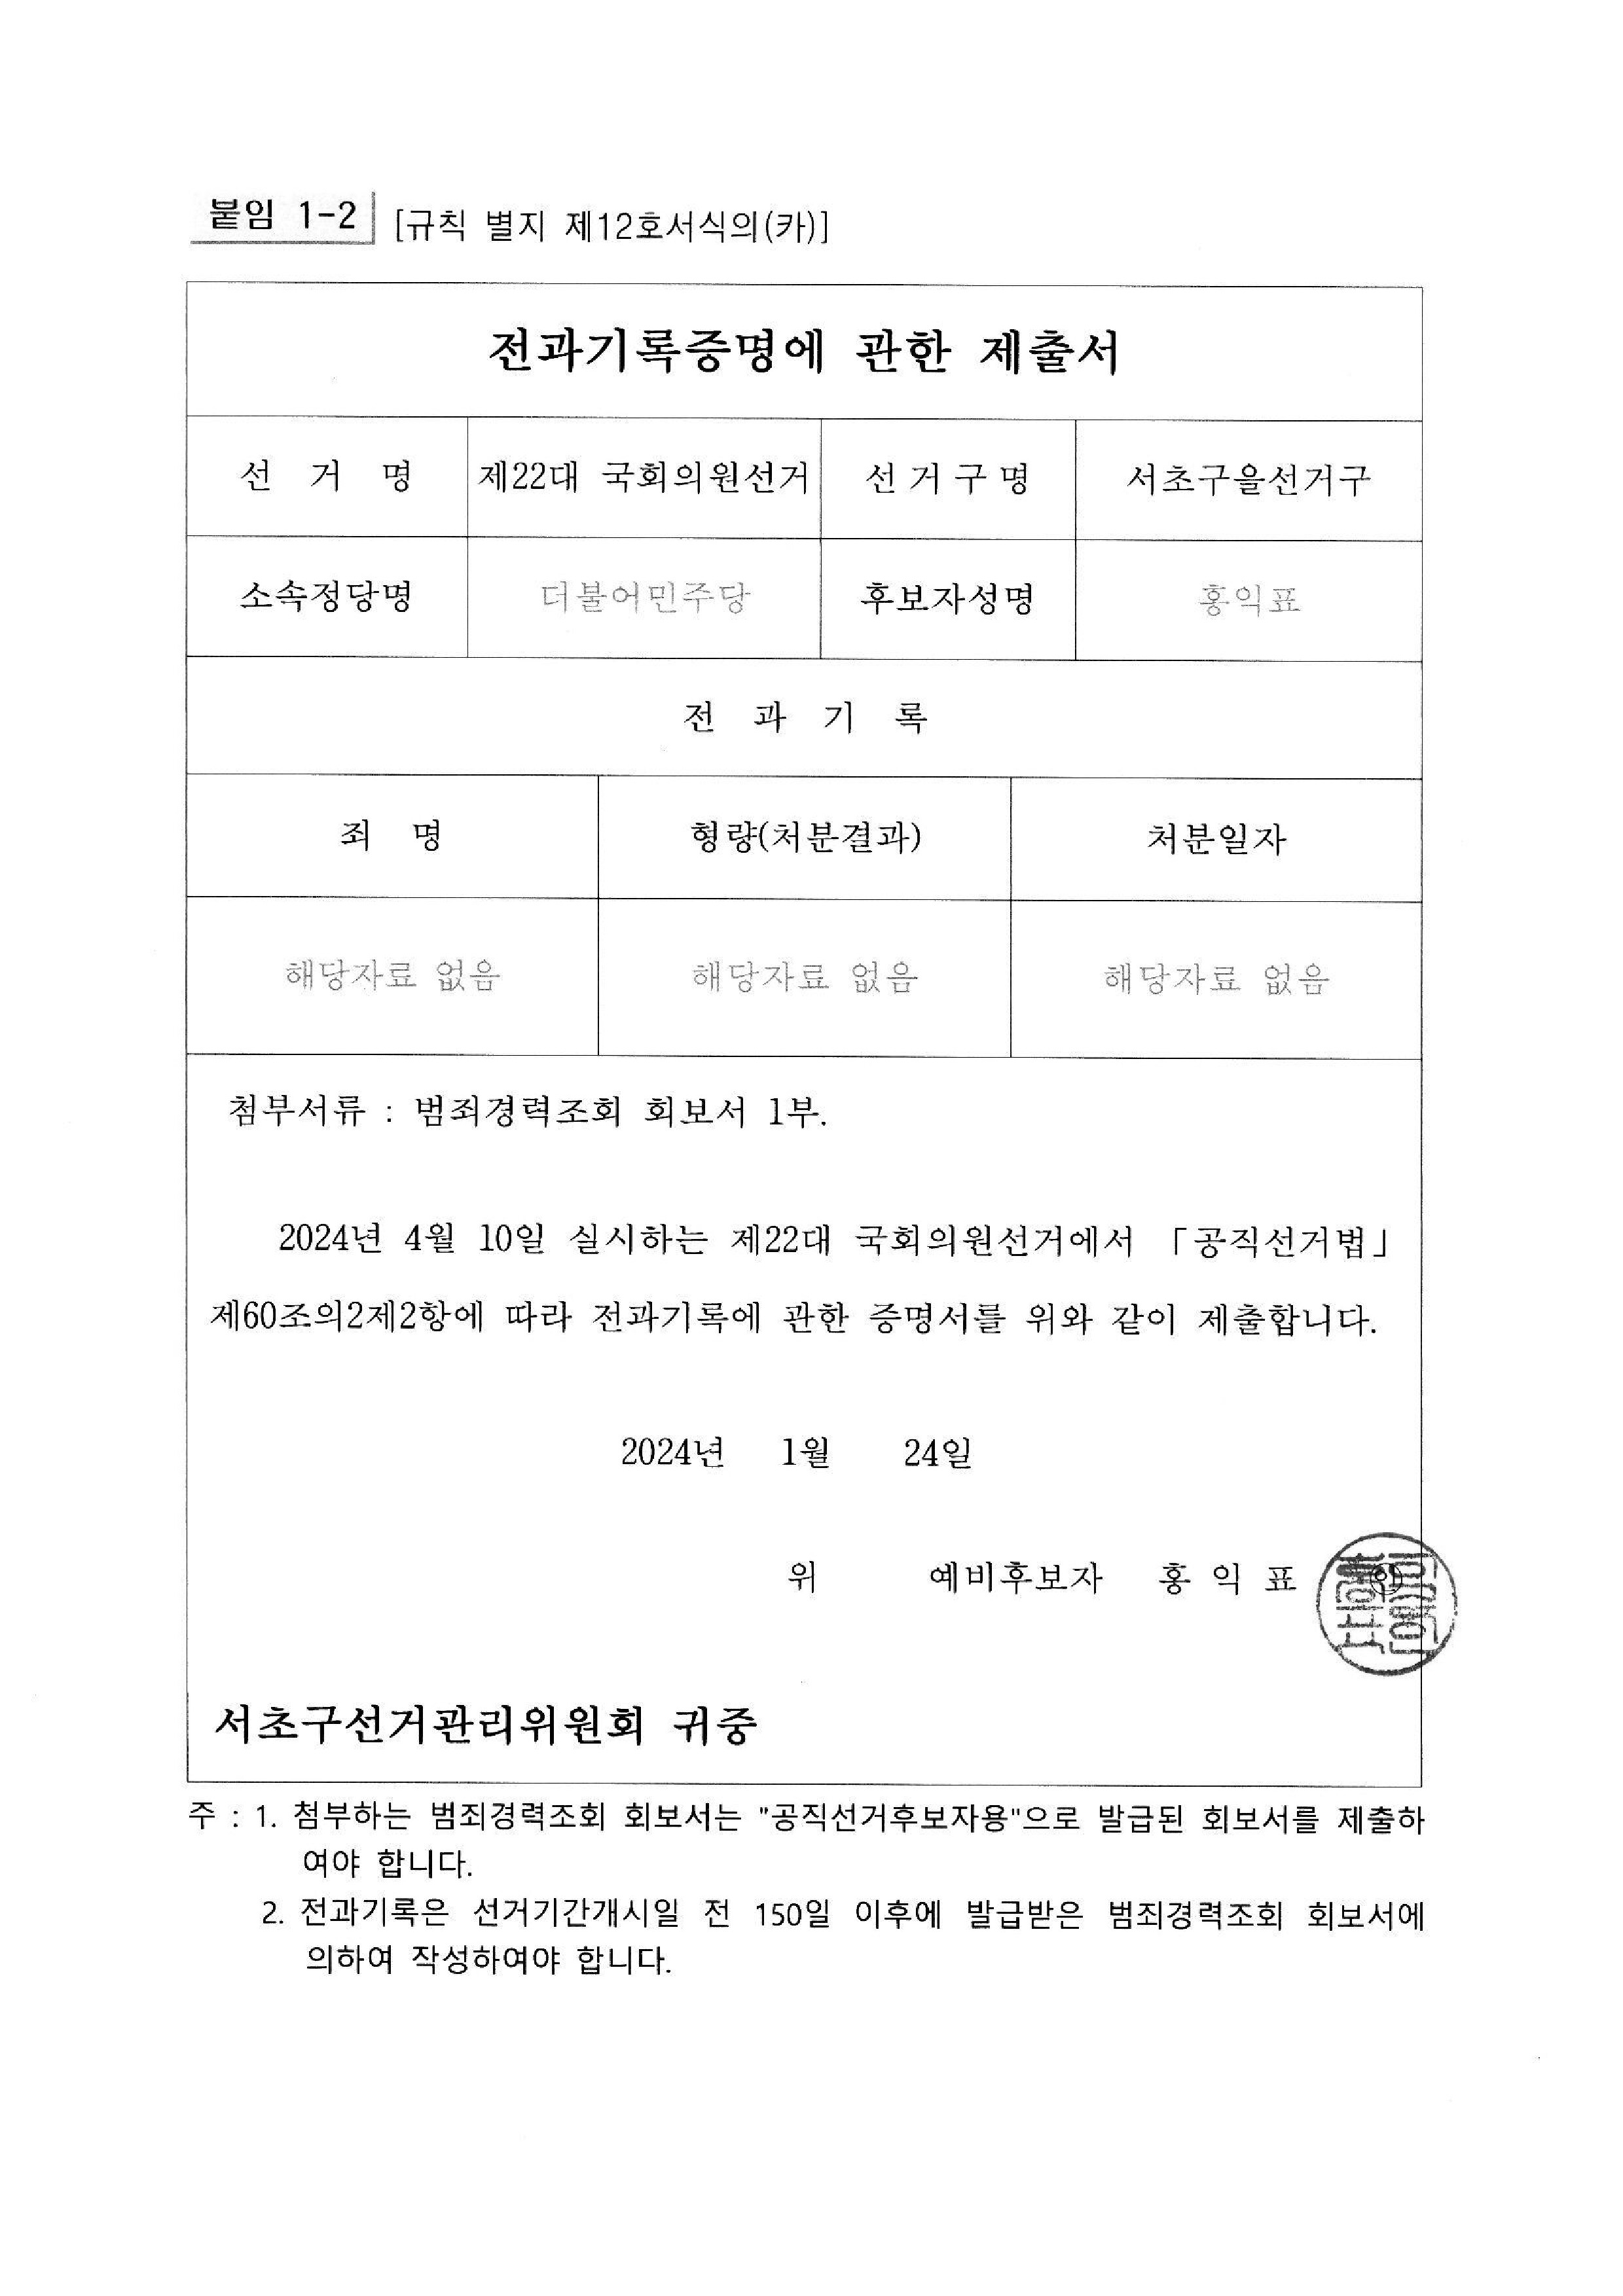 붙임 1-2 [규칙 별지 제12호서식의(카)]
전과기록증명에 관한 제출서
선 거 명 제22대 국회의원선거 선 거 구 명 서초구을선거구
소속정당명 더불어민주당 후보자성명 홍익표
전 과 기 록
죄 명 형량(처분결과) 처분일자
해당자료 없음 해당자료 없음 해당자료 없음
첨부서류 : 범죄경력조회 회보서 1부.
2024년 4월 10일 실시하는 제22대 국회의원선거에서 「공직선거법」
제60조의2제2항에 따라 전과기록에 관한 증명서를 위와 같이 제출합니다.
2024년 1월 24일
위 예비후보자 홍 익 표 ㊞
서초구선거관리위원회 귀중
주 : 1. 첨부하는 범죄경력조회 회보서는 "공직선거후보자용"으로 발급된 회보서를 제출하
여야 합니다.
2. 전과기록은 선거기간개시일 전 150일 이후에 발급받은 범죄경력조회 회보서에
의하여 작성하여야 합니다.